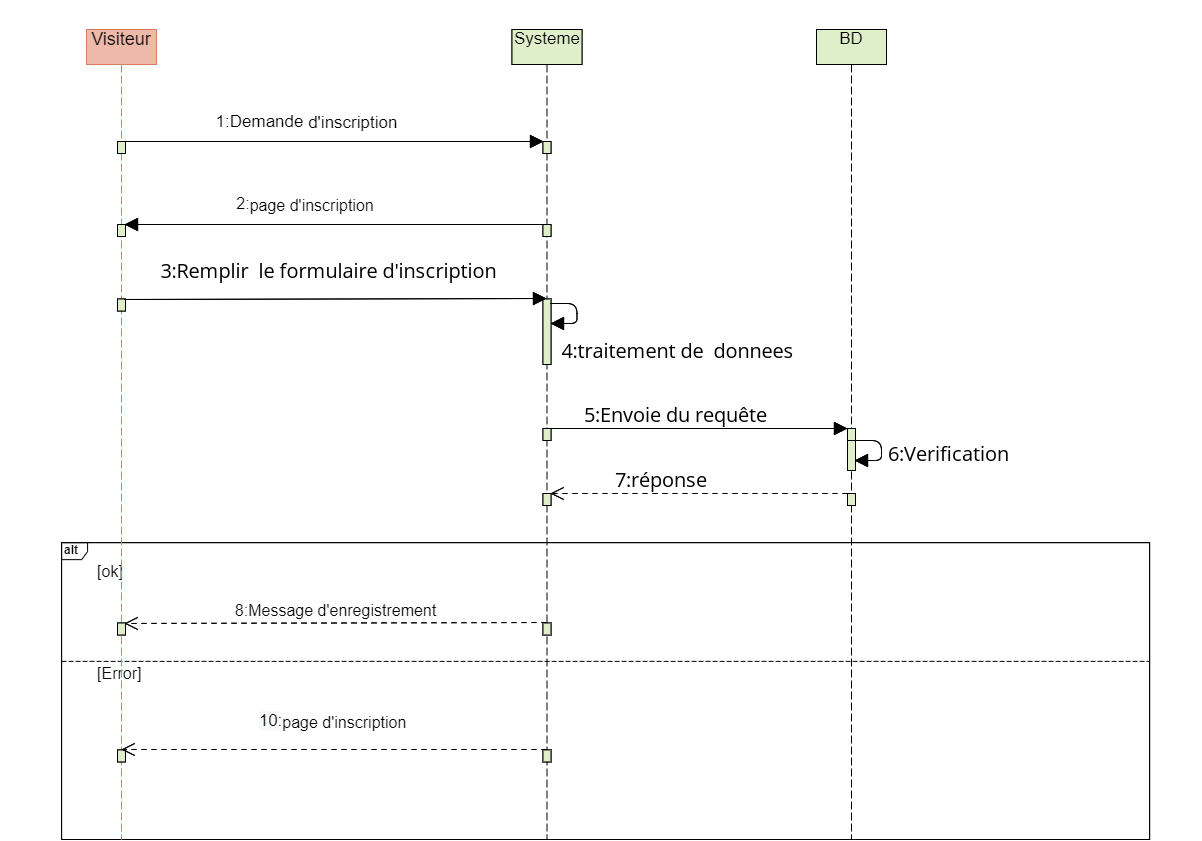 Visiteur
Systeme
BD
1:Demande d'inscription
2:page d'inscription
3:Remplir le formulaire d'inscription
4:traitement de donnees
5:Envoie du requête
6:Verification
7:réponse
alt
[ok]
8:Message d'enregistrement
[Error]
10:page d'inscription